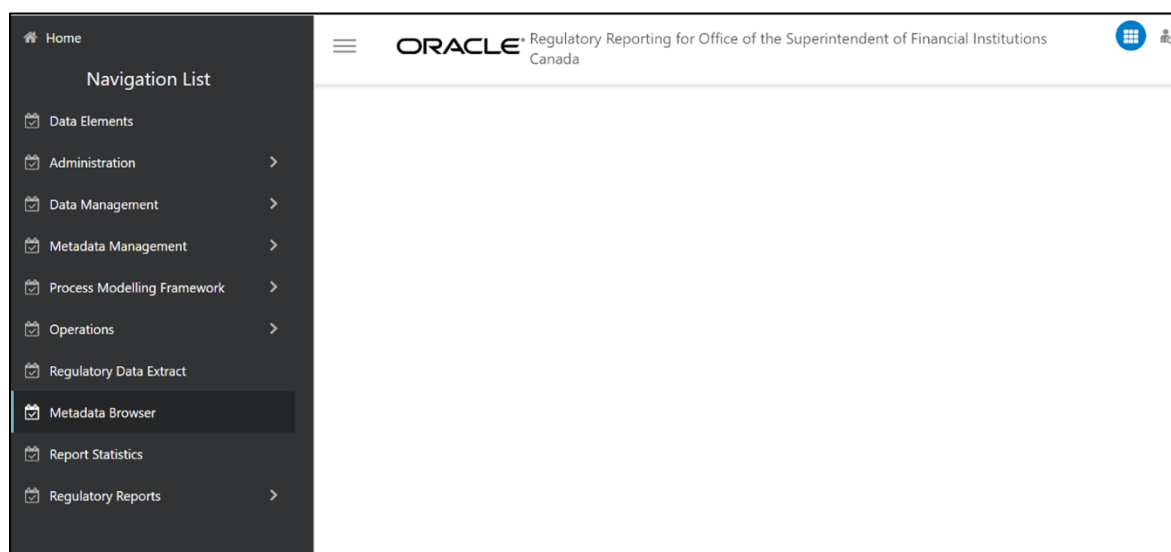 Home
Navigation List
Data Elements
Administration
Data Management
Metadata Management
Process Modelling Framework
Operations
Regulatory Data Extract
Metadata Browser
Report Statistics
Regulatory Reports
ORACLE® Regulatory Reporting for Office of the Superintendent of Financial Institutions
Canada